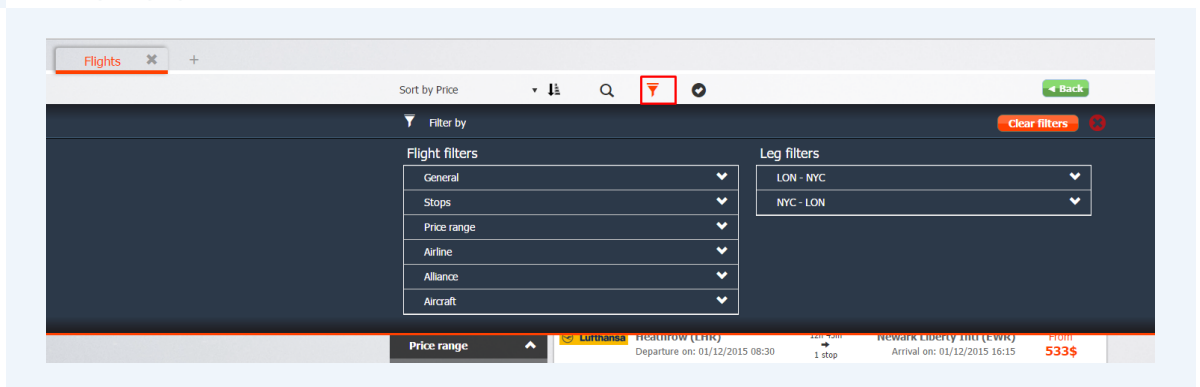 Flights
+
Sort by Price
Back
Filter by
Clear filters
Flight filters
Leg filters
General
LON - NYC
Stops
NYC - LON
Price range
Airline
Alliance
Aircraft
Price range
Lufthansa
Heathrow (LHR)
12h 45m
Newark Liberty Intl (EWR)
From
Departure on: 01/12/2015 08:30
1 stop
Arrival on: 01/12/2015 16:15
533$